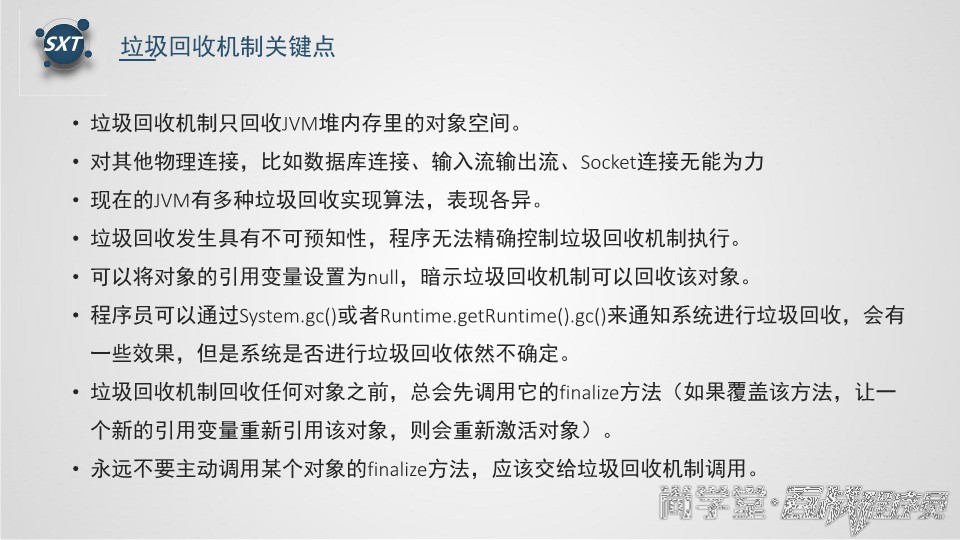 SXT
垃圾回收机制关键点
• 垃圾回收机制只回收JVM堆内存里的对象空间。
• 对其他物理连接，比如数据库连接、输入流输出流、Socket连接无能为力
• 现在的JVM有多种垃圾回收实现算法，表现各异。
• 垃圾回收发生具有不可预知性，程序无法精确控制垃圾回收机制执行。
• 可以将对象的引用变量设置为null，暗示垃圾回收机制可以回收该对象。
• 程序员可以通过System.gc()或者Runtime.getRuntime().gc()来通知系统进行垃圾回收，会有
一些效果，但是系统是否进行垃圾回收依然不确定。
• 垃圾回收机制回收任何对象之前，总会先调用它的finalize方法（如果覆盖该方法，让一
个新的引用变量重新引用该对象，则会重新激活对象）。
• 永远不要主动调用某个对象的finalize方法，应该交给垃圾回收机制调用。
尚学堂·百战程序员